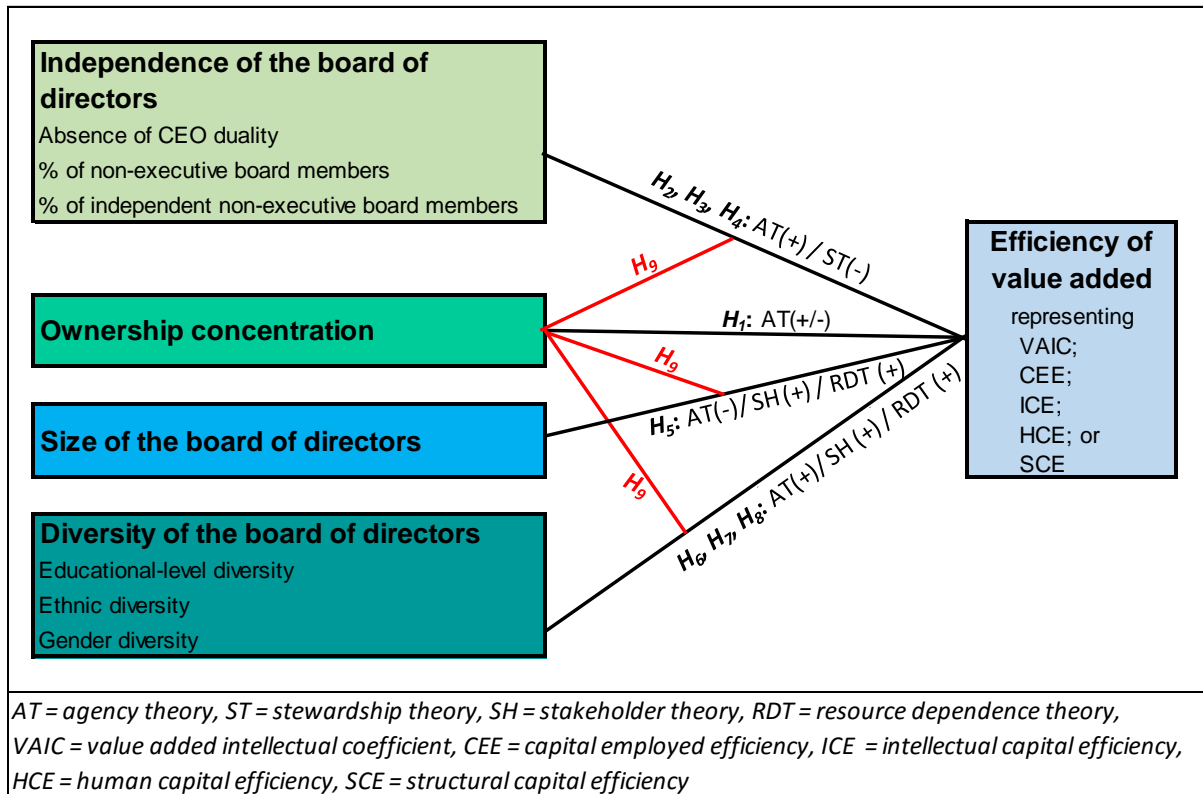 Independence of the board of
directors
Absence of CEO duality
% of non-executive board members
% of independent non-executive board members
H2, H3, H4: AT(+) / ST(-)
H9
Ownership concentration
H1: AT(+/-)
H9
Size of the board of directors
H5: AT(-)/ SH (+) / RDT (+)
H9
Diversity of the board of directors
Educational-level diversity
Ethnic diversity
Gender diversity
H6, H7, H8: AT(+)/ SH (+)/ RDT (+)
Efficiency of
value added
representing
VAIC;
CEE;
ICE;
HCE; or
SCE
AT = agency theory, ST = stewardship theory, SH = stakeholder theory, RDT = resource dependence theory,
VAIC = value added intellectual coefficient, CEE = capital employed efficiency, ICE = intellectual capital efficiency,
HCE = human capital efficiency, SCE = structural capital efficiency